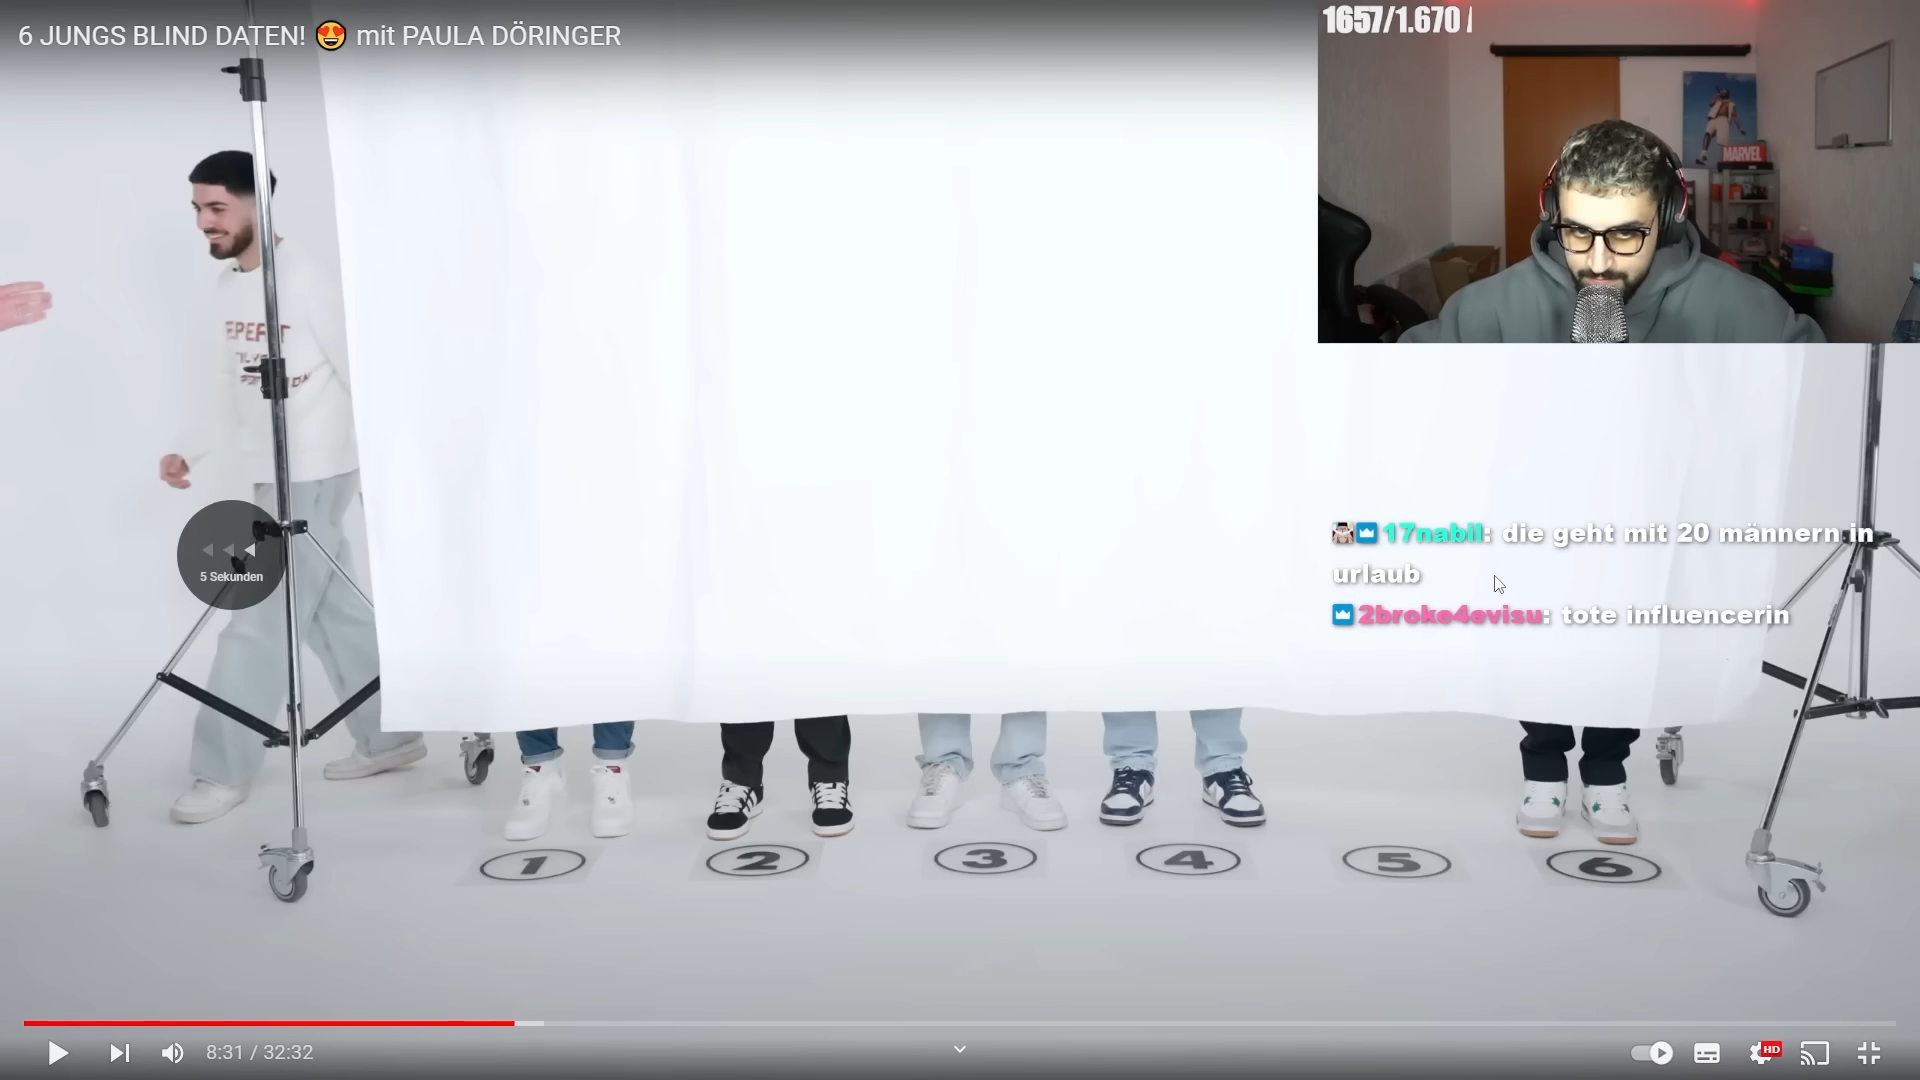 6 JUNGS BLIND DATEN! 😍 mit PAULA DÖRINGER
1657/1.670 /
MARVEL
5 Sekunden
17nabil: die geht mit 20 männern in
urlaub
2broke4evisu: tote influencerin
1
2
3
4
5
6
8:31 / 32:32
HD